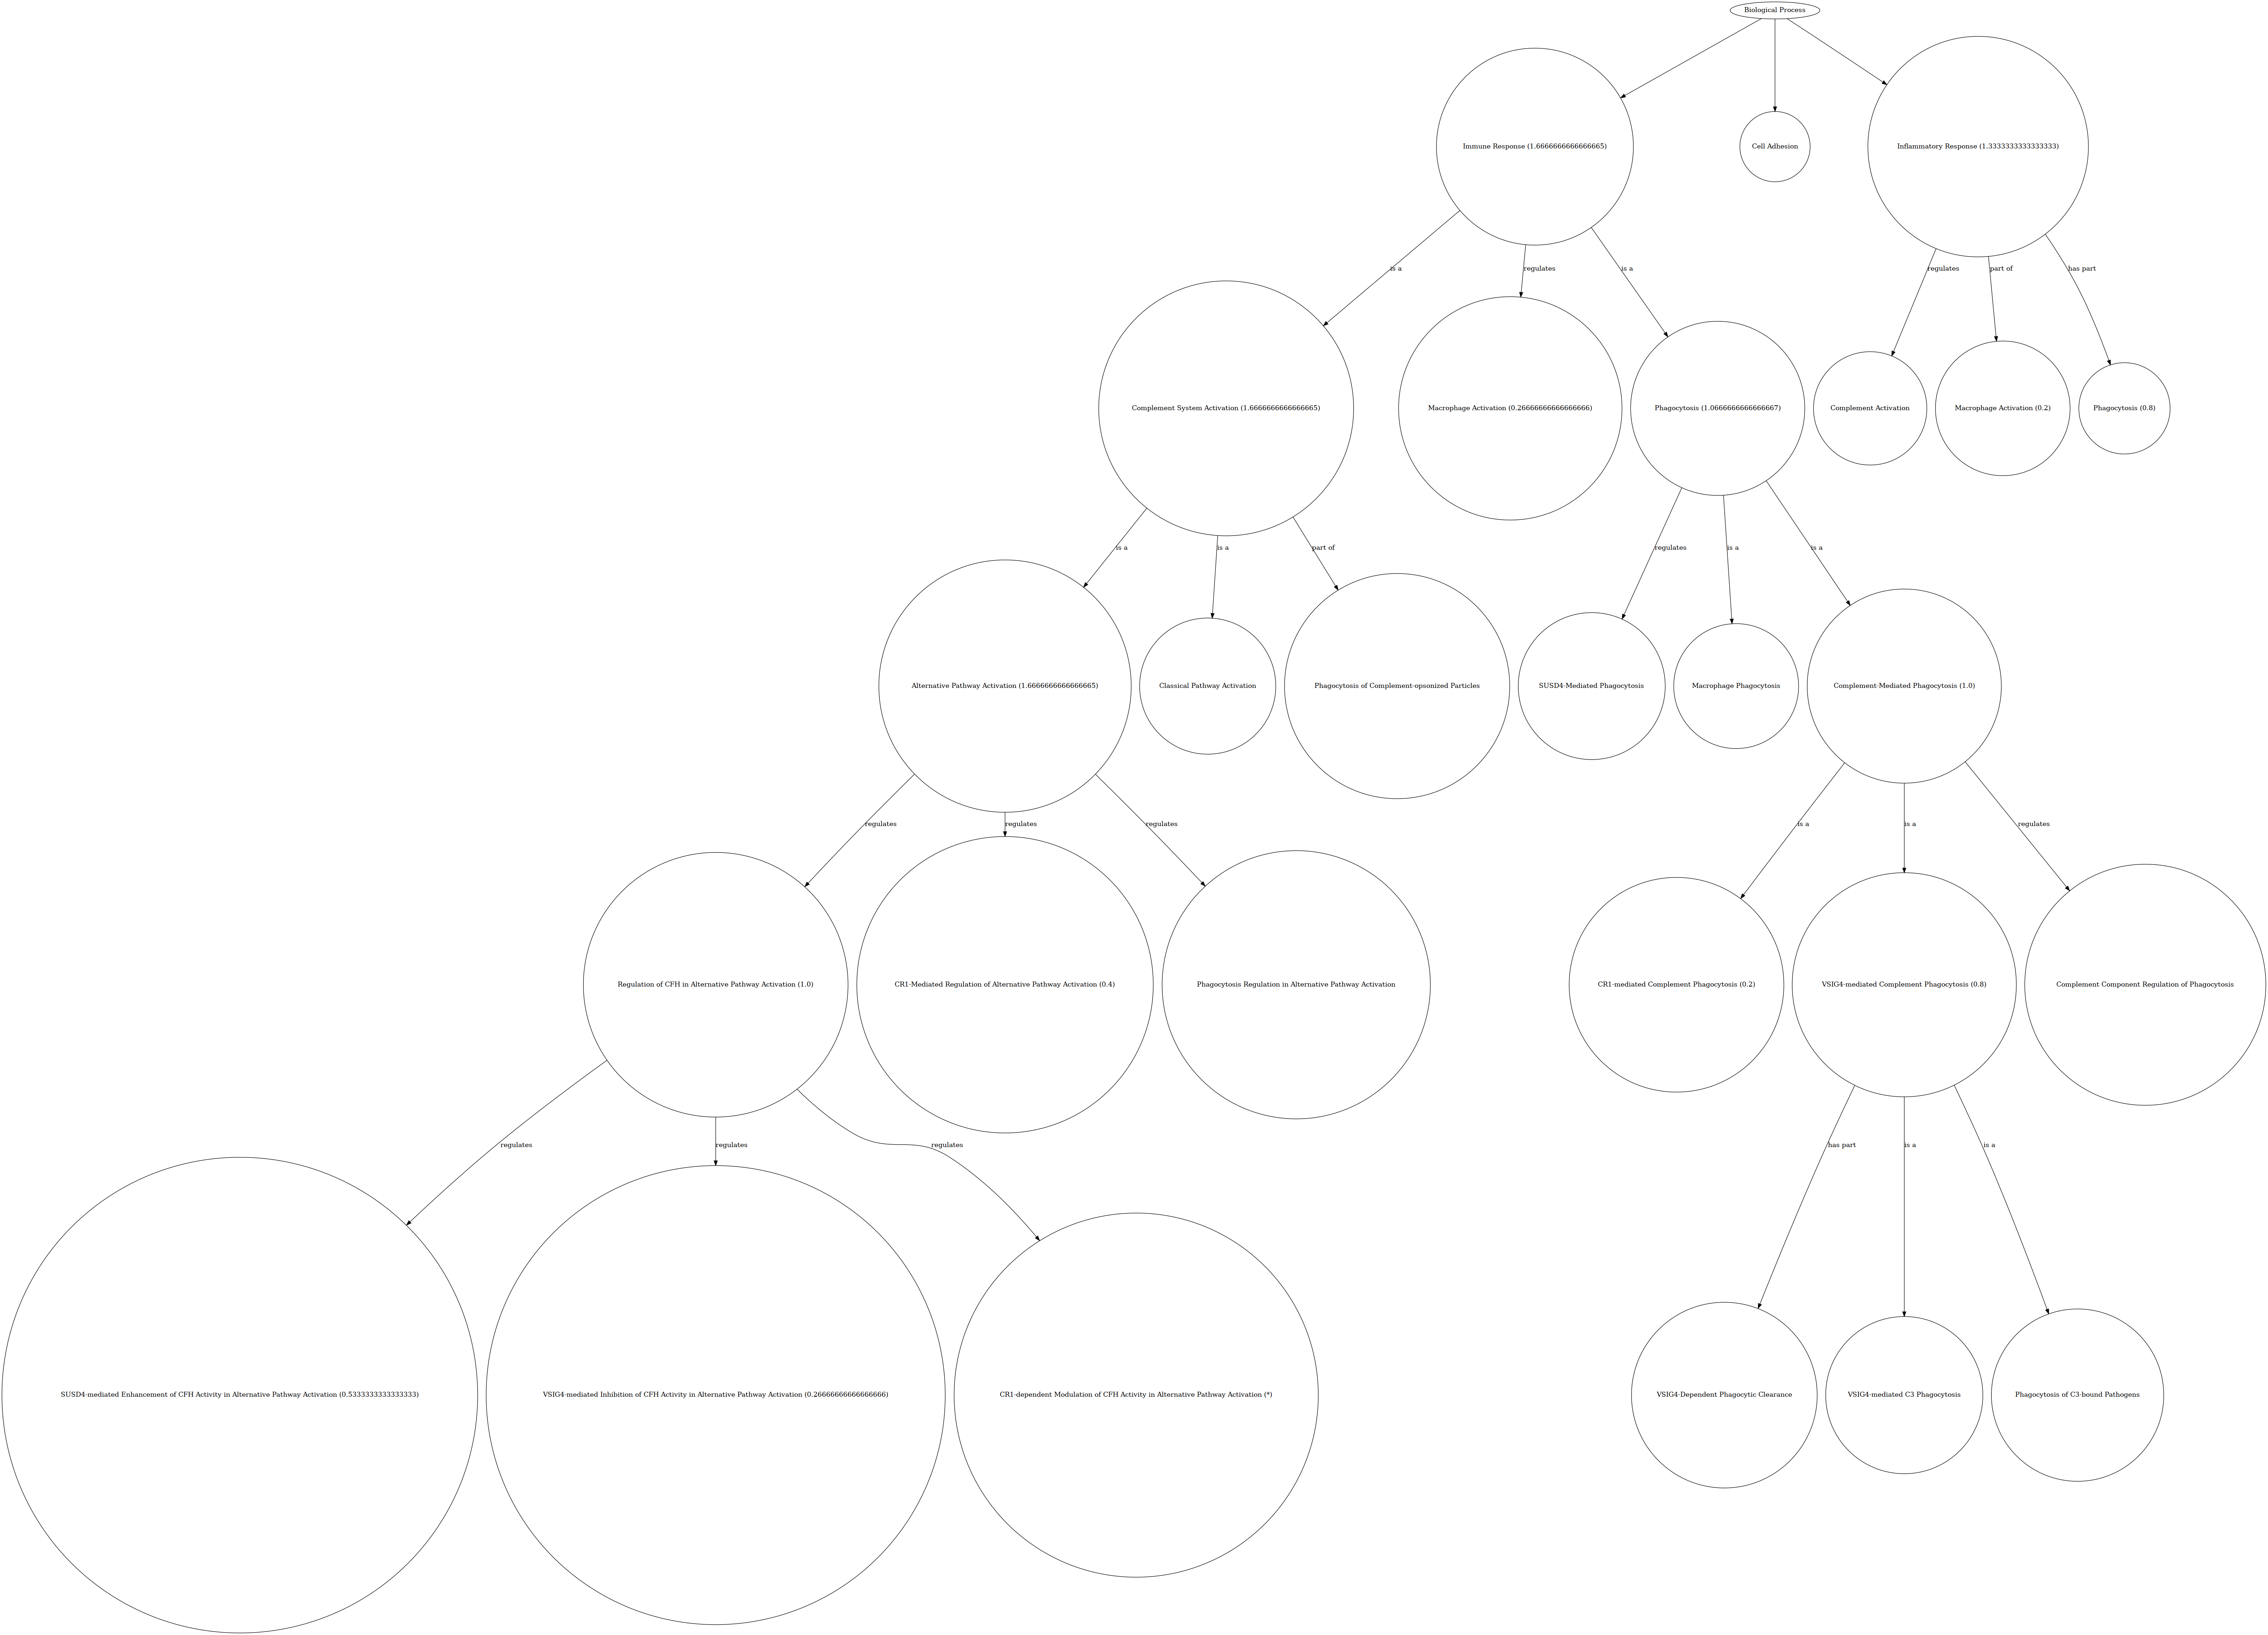 Biological Process
Immune Response (1.6666666666666665)
Cell Adhesion
Inflammatory Response (1.3333333333333333)
is a
regulates
is a
regulates
part of
has part
Complement System Activation (1.6666666666666665)
Macrophage Activation (0.26666666666666666)
Phagocytosis (1.0666666666666667)
Complement Activation
Macrophage Activation (0.2)
Phagocytosis (0.8)
is a
is a
part of
regulates
is a
is a
Alternative Pathway Activation (1.6666666666666665)
Classical Pathway Activation
Phagocytosis of Complement-opsonized Particles
SUSD4-Mediated Phagocytosis
Macrophage Phagocytosis
Complement-Mediated Phagocytosis (1.0)
regulates
regulates
regulates
is a
is a
regulates
Regulation of CFH in Alternative Pathway Activation (1.0)
CR1-Mediated Regulation of Alternative Pathway Activation (0.4)
Phagocytosis Regulation in Alternative Pathway Activation
CR1-mediated Complement Phagocytosis (0.2)
VSIG4-mediated Complement Phagocytosis (0.8)
Complement Component Regulation of Phagocytosis
regulates
regulates
regulates
has part
is a
is a
SUSD4-mediated Enhancement of CFH Activity in Alternative Pathway Activation (0.5333333333333333)
VSIG4-mediated Inhibition of CFH Activity in Alternative Pathway Activation (0.26666666666666666)
CR1-dependent Modulation of CFH Activity in Alternative Pathway Activation (*)
VSIG4-Dependent Phagocytic Clearance
VSIG4-mediated C3 Phagocytosis
Phagocytosis of C3-bound Pathogens